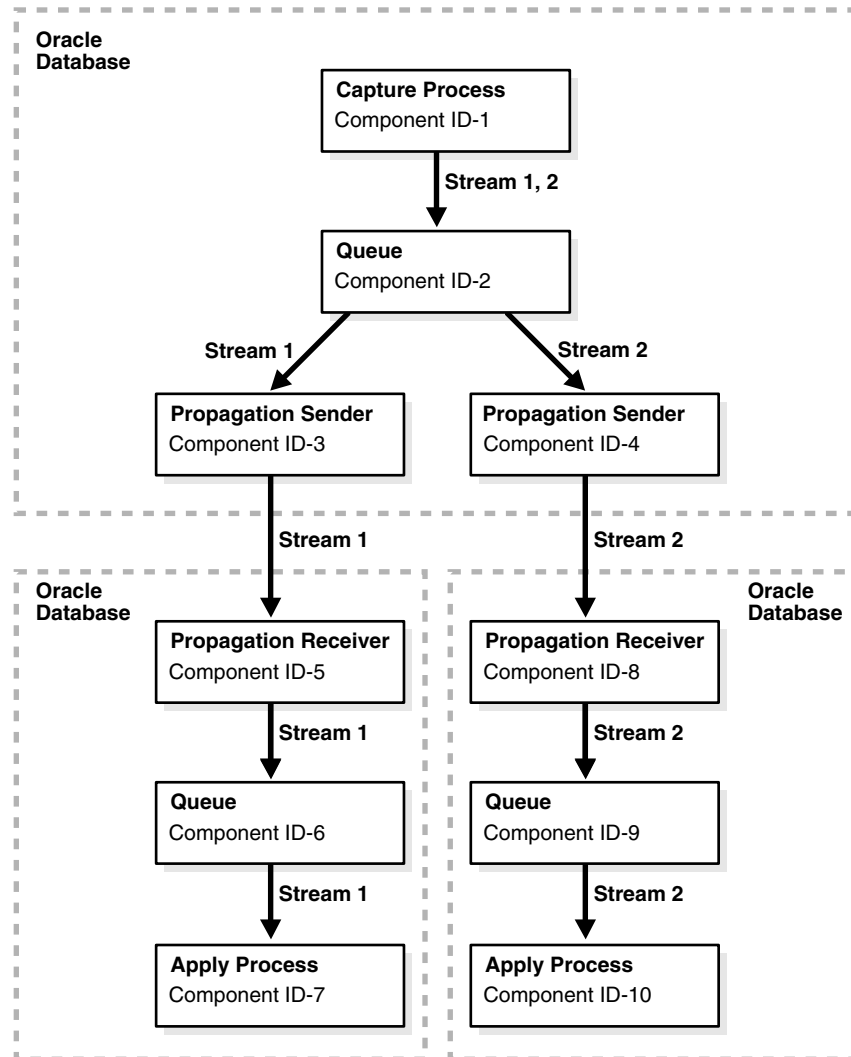 Oracle
Database
Capture Process
Component ID-1
Stream 1, 2
Queue
Component ID-2
Stream 1
Stream 2
Propagation Sender
Component ID-3
Propagation Sender
Component ID-4
Stream 1
Stream 2
Oracle
Database
Propagation Receiver
Component ID-5
Stream 1
Queue
Component ID-6
Stream 1
Apply Process
Component ID-7
Oracle
Database
Propagation Receiver
Component ID-8
Stream 2
Queue
Component ID-9
Stream 2
Apply Process
Component ID-10